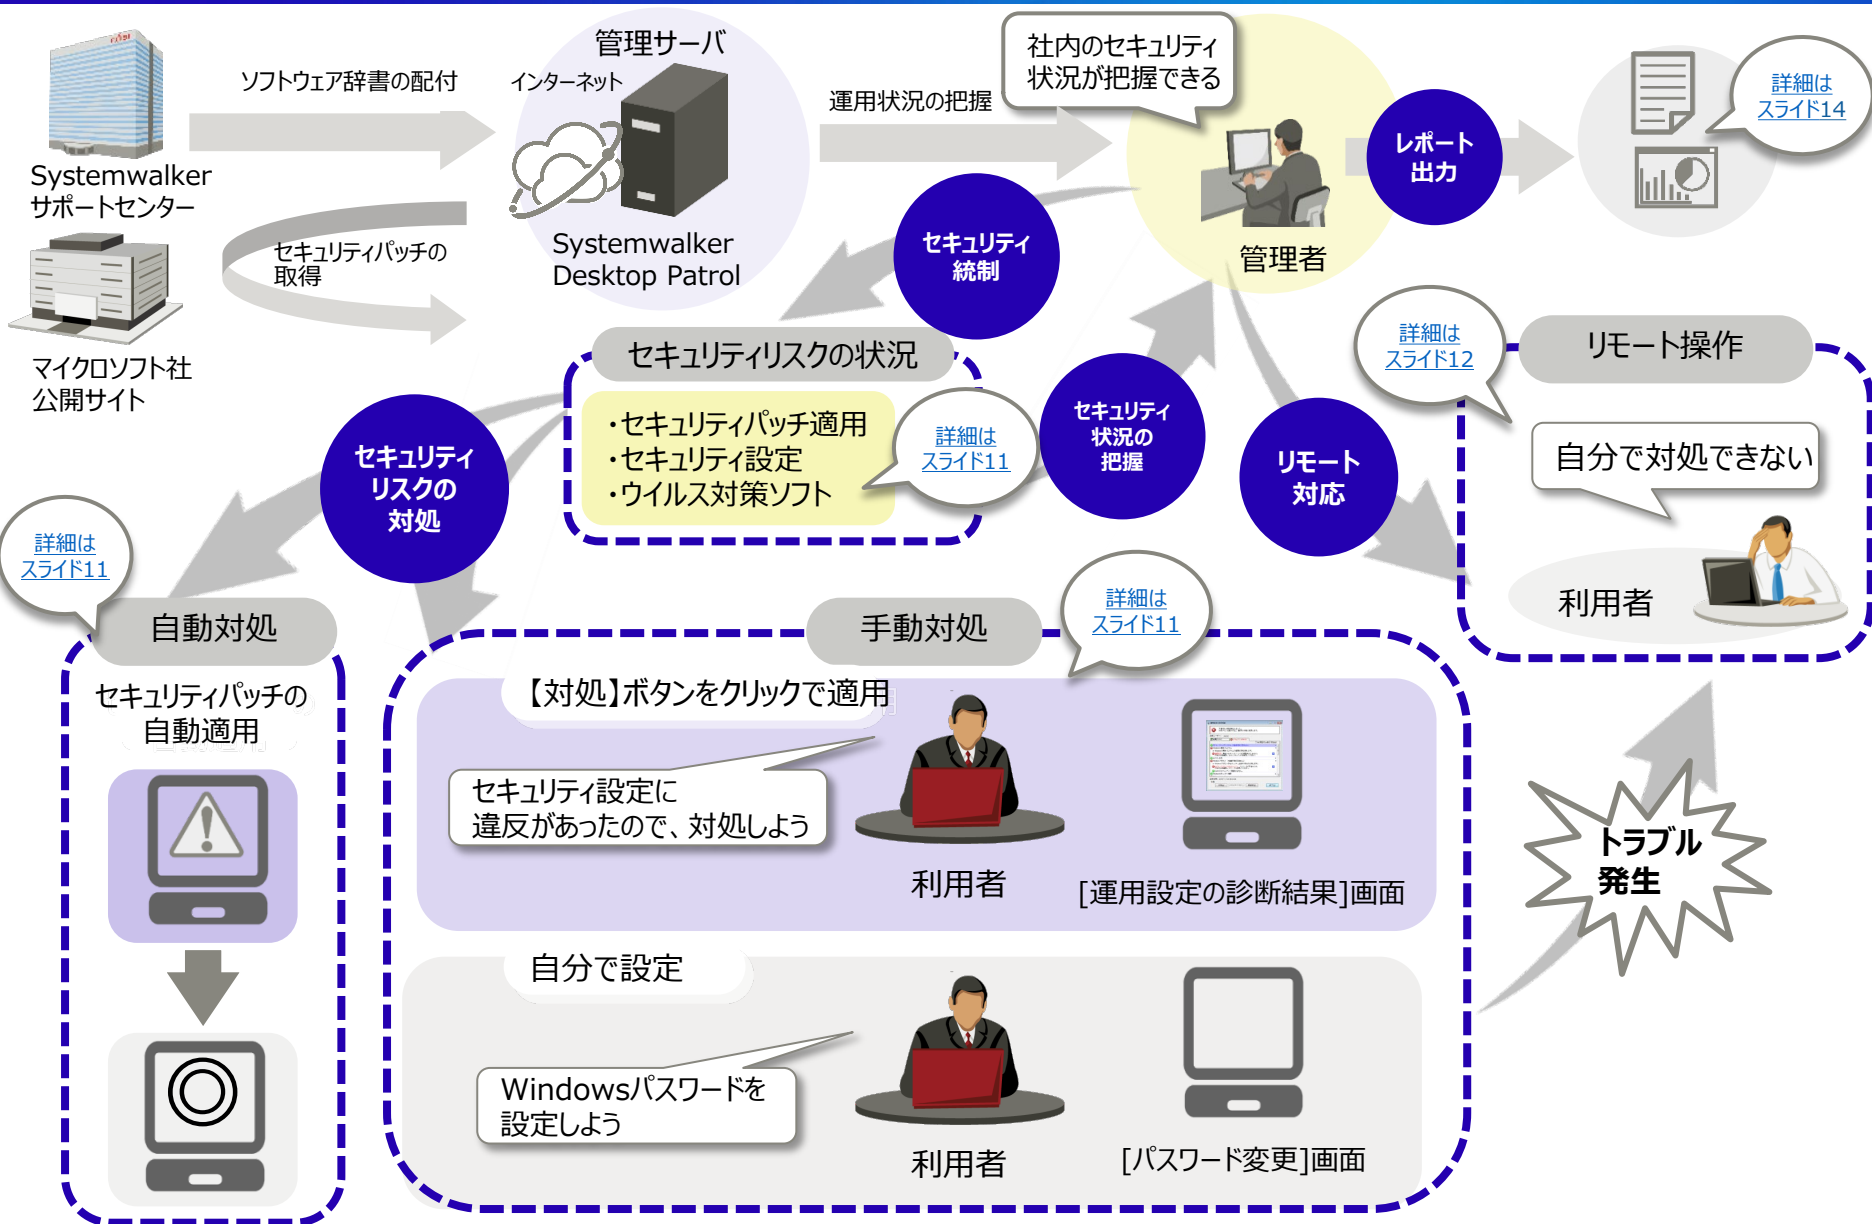 管理サーバ
社内のセキュリティ
状況が把握できる
ソフトウェア辞書の配付
インターネット
運用状況の把握
詳細は
スライド14
レポート
出力
Systemwalker
サポートセンター
Systemwalker
Desktop Patrol
セキュリティ
統制
管理者
セキュリティパッチの
取得
マイクロソフト社
公開サイト
セキュリティリスクの状況
・セキュリティパッチ適用
・セキュリティ設定
・ウイルス対策ソフト
詳細は
スライド11
セキュリティ
状況の
把握
リモート
対応
詳細は
スライド12
リモート操作
自分で対処できない
利用者
セキュリティ
リスクの
対処
詳細は
スライド11
自動対処
セキュリティパッチの
自動適用
手動対処
詳細は
スライド11
【対処】ボタンをクリックで適用
セキュリティ設定に
違反があったので、対処しよう
利用者
[運用設定の診断結果]画面
トラブル
発生
自分で設定
Windowsパスワードを
設定しよう
利用者
[パスワード変更]画面